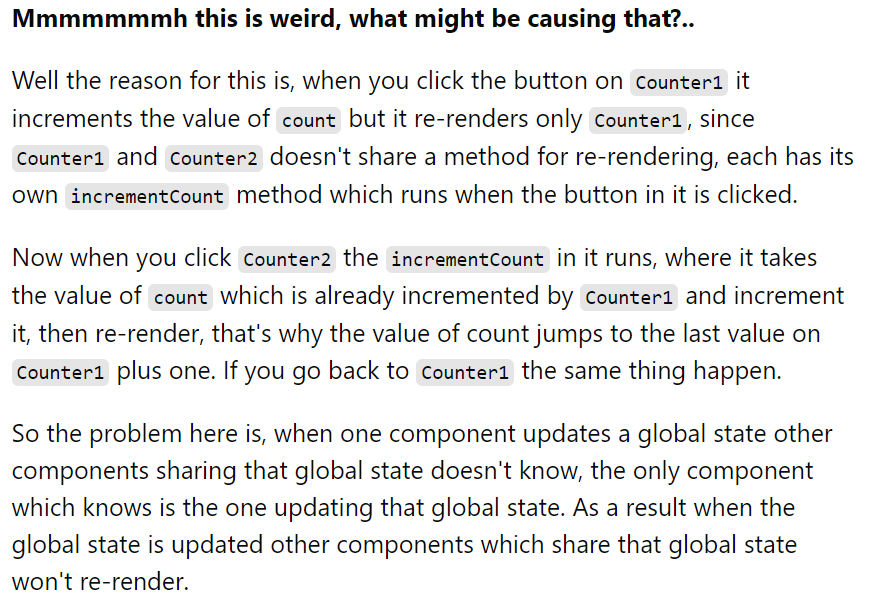 Mmmmmmmh this is weird, what might be causing that?..
Well the reason for this is, when you click the button on Counter1 it
increments the value of count but it re-renders only Counter1, since
Counter1 and Counter2 doesn't share a method for re-rendering, each has its
own incrementCount method which runs when the button in it is clicked.
Now when you click Counter2 the incrementCount in it runs, where it takes
the value of count which is already incremented by Counter1 and increment
it, then re-render, that's why the value of count jumps to the last value on
Counter1 plus one. If you go back to Counter1 the same thing happen.
So the problem here is, when one component updates a global state other
components sharing that global state doesn't know, the only component
which knows is the one updating that global state. As a result when the
global state is updated other components which share that global state
won't re-render.